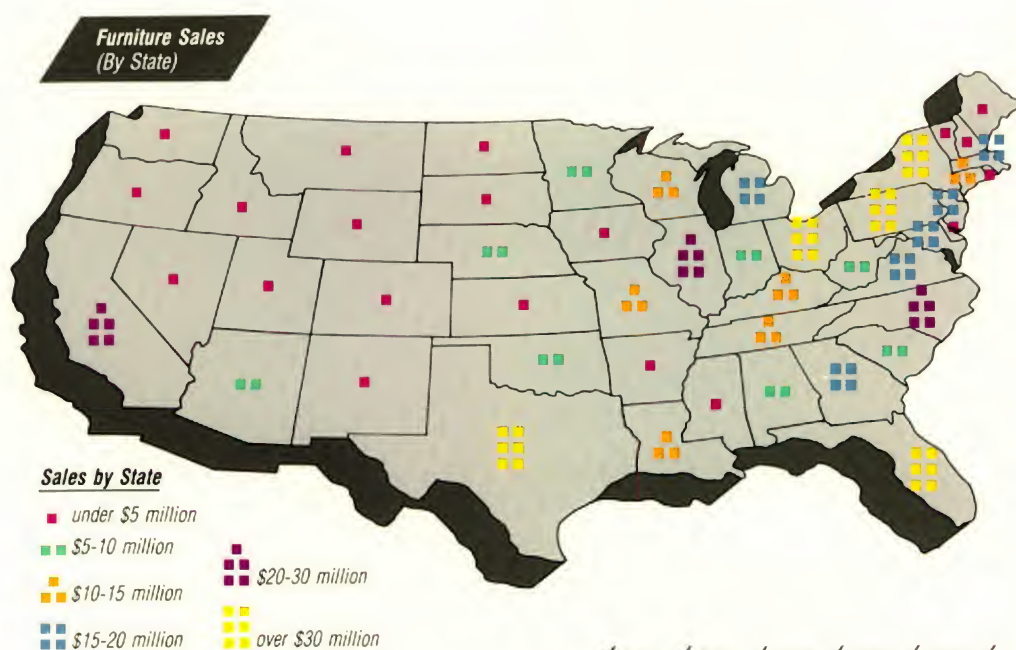 Furniture Sales
(By State)
Sales by State
under $5 million
$5-10 million
$10-15 million
$15-20 million
$20-30 million
over $30 million